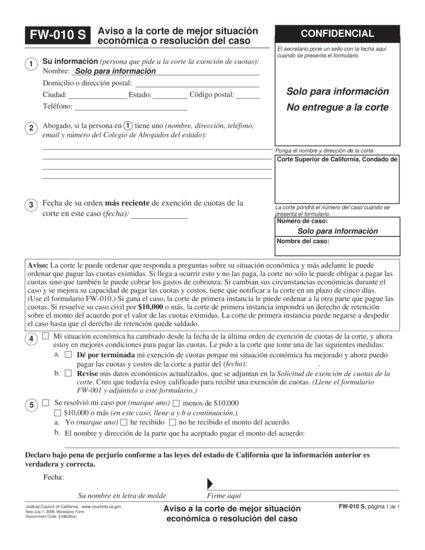 FW-010 S
Aviso a la corte de mejor situación
económica o resolución del caso
CONFIDENCIAL
El secretario pone un sello con la fecha aquí
cuando se presenta el formulario.
Solo para información
No entregue a la corte
1
Su información (persona que pide a la corte la exención de cuotas):
Nombre: Solo para información
Domicilio o dirección postal:
Ciudad: Estado: Código postal:
Teléfono:
2
Abogado, si la persona en 1 tiene uno (nombre, dirección, teléfono,
email y número del Colegio de Abogados del estado):
Ponga el nombre y dirección de la corte:
Corte Superior de California, Condado de
3
Fecha de su orden más reciente de exención de cuotas de la
corte en este caso (fecha):
La corte pondrá el número del caso cuando se
presenta el formulario.
Número de caso:
Solo para información
Nombre del caso:
Aviso: La corte le puede ordenar que responda a preguntas sobre su situación económica y más adelante le puede
ordenar que pague las cuotas eximidas. Si llega a ocurrir esto y no las paga, la corte no sólo le puede obligar a pagar las
cuotas sino que también le puede cobrar los gastos de cobranza. Si cambian sus circunstancias económicas durante el
caso y se mejora su capacidad de pagar las cuotas y costos, tiene que notificar a la corte en un plazo de cinco días.
(Use el formulario FW-010.) Si gana el caso, la corte de primera instancia le puede ordenar a la otra parte que pague las
cuotas. Si resuelve su caso civil por $10,000 o más, la corte de primera instancia impondrá un derecho de retención
sobre el monto del acuerdo por el valor de las cuotas eximidas. La corte de primera instancia puede negarse a despedir
el caso hasta que el derecho de retención quede saldado.
4
Mi situación económica ha cambiado desde la fecha de la última orden de exención de cuotas de la corte, y ahora
estoy en mejores condiciones para pagar las cuotas. Le pido a la corte que tome una de las siguientes medidas:
a. Dé por terminada mi exención de cuotas porque mi situación económica ha mejorado y ahora puedo
pagar las cuotas y costos de la corte a partir del (fecha): .
b. Revise mis datos económicos actualizados, que se adjuntan en la Solicitud de exención de cuotas de la
corte. Creo que todavía estoy calificado para recibir una exención de cuotas. (Llene el formulario
FW-001 y adjúntelo a este formulario.)
5
Se resolvió mi caso por (marque uno) menos de $10,000
$10,000 o más (en este caso, llene a y b a continuación.)
a. Yo (marque uno) he recibido no he recibido el monto del acuerdo.
b. El nombre y dirección de la parte que ha aceptado pagar el monto del acuerdo:
Declaro bajo pena de perjurio conforme a las leyes del estado de California que la información anterior es
verdadera y correcta.
Fecha:
Su nombre en letra de molde
Firme aquí
Judicial Council of California, www.courtinfo.ca.gov
New July 1, 2009, Mandatory Form
Government Code, § 68636(a)
Aviso a la corte de mejor situación
económica o resolución del caso
FW-010 S, página 1 de 1